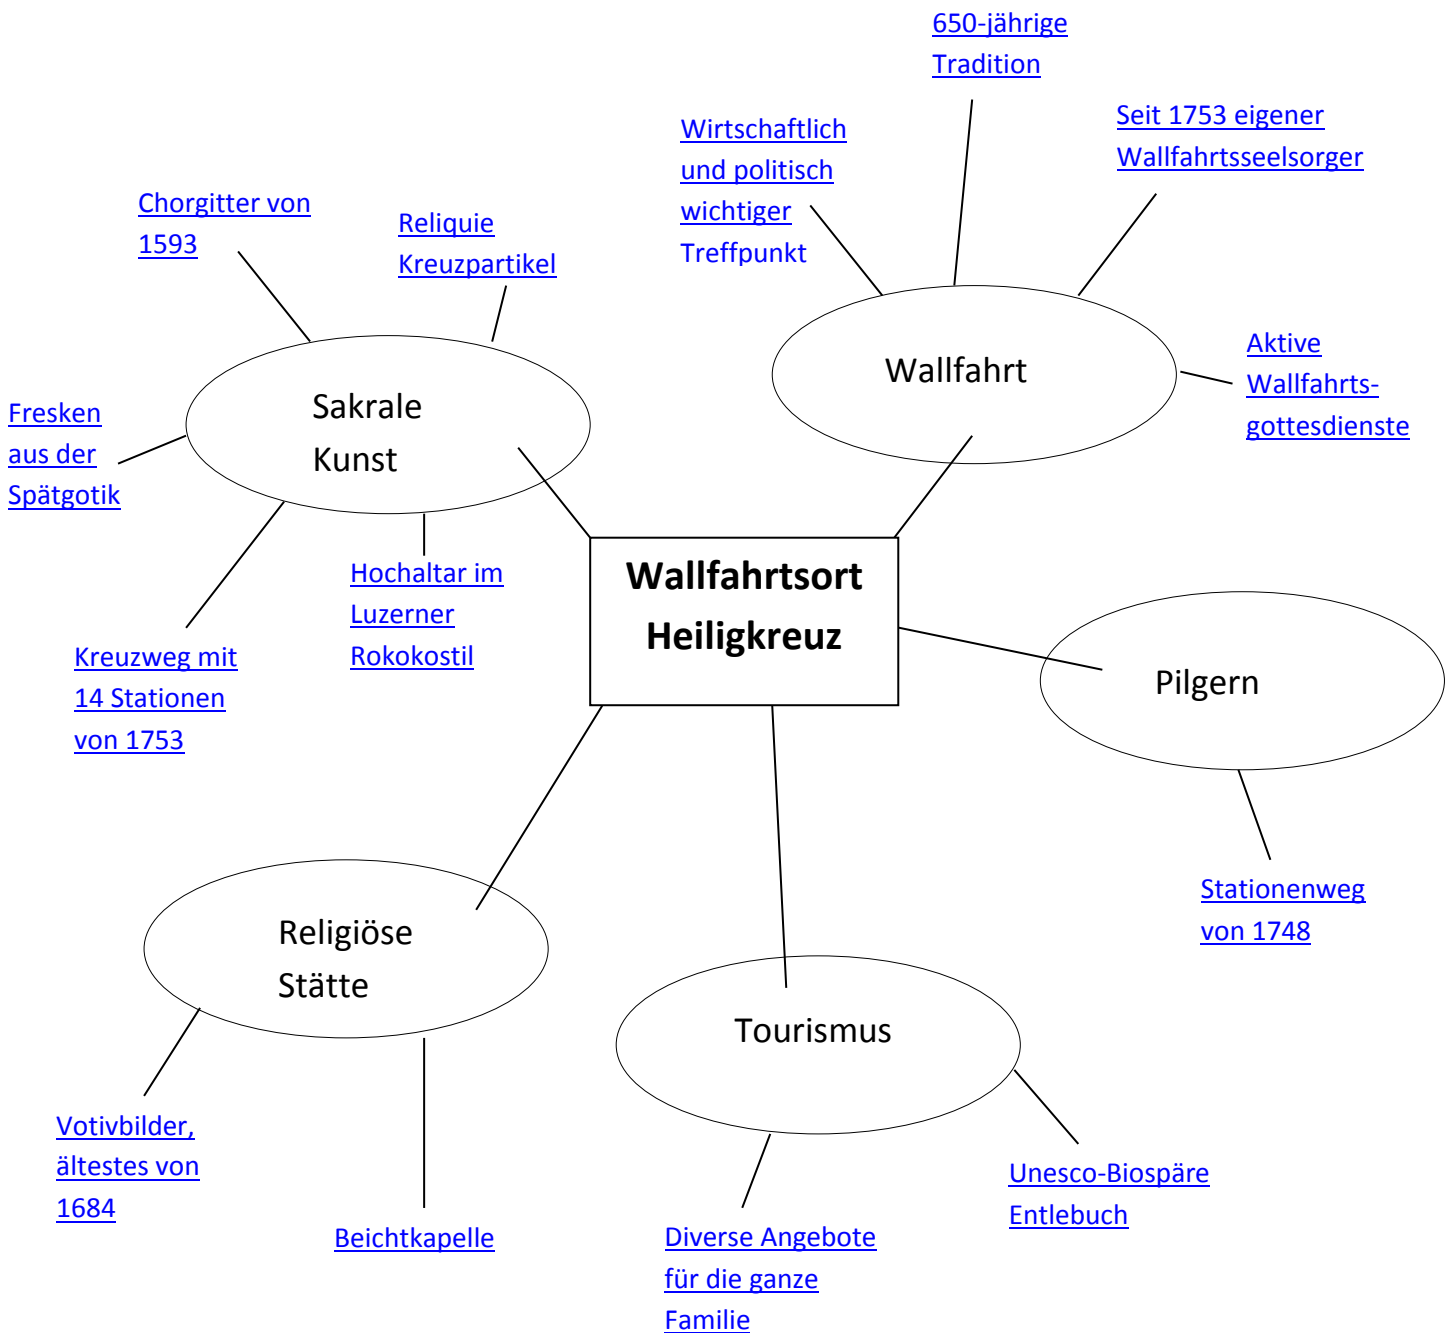 650-jährige
Tradition
Wirtschaftlich
und politisch
wichtiger
Treffpunkt
Seit 1753 eigener
Wallfahrtsseelsorger
Chorgitter von
1593
Reliquie
Kreuzpartikel
Aktive
Wallfahrts-
gottesdienste
Wallfahrt
Sakrale
Kunst
Fresken
aus der
Spätgotik
Hochaltar im
Luzerner
Rokokostil
Kreuzweg mit
14 Stationen
von 1753
Wallfahrtsort
Heiligkreuz
Pilgern
Stationenweg
von 1748
Religiöse
Stätte
Tourismus
Votivbilder,
ältestes von
1684
Beichtkapelle
Diverse Angebote
für die ganze
Familie
Unesco-Biospäre
Entlebuch